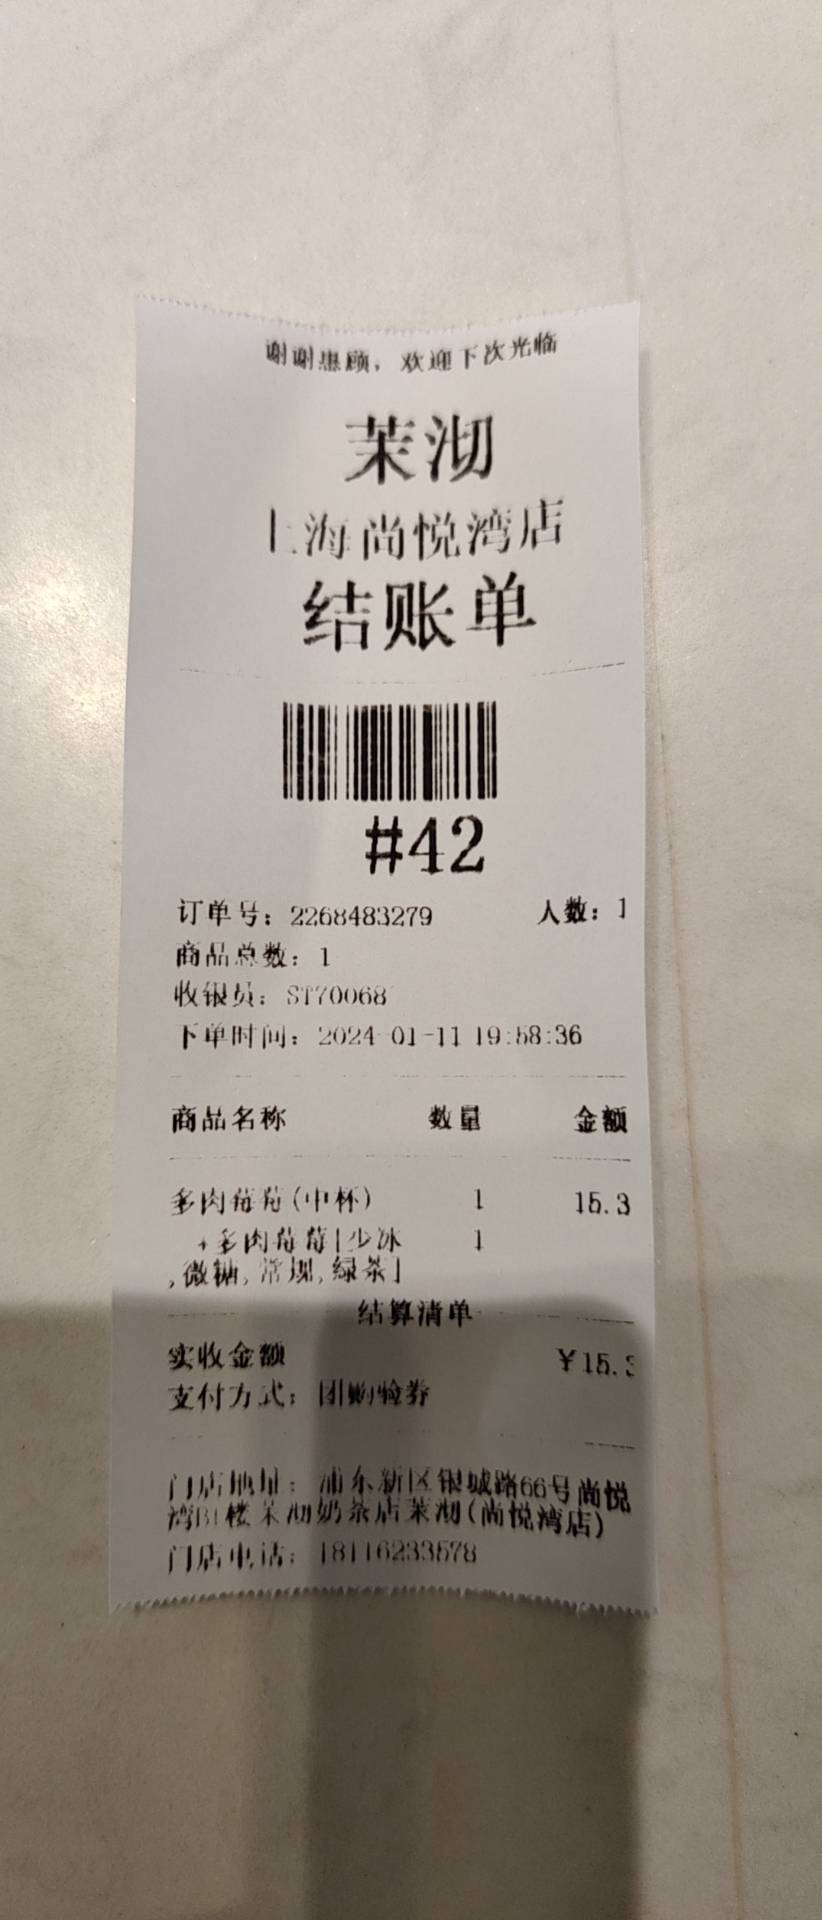 谢谢惠顾，欢迎下次光临
茉沏
上海尚悦湾店
结账单
#42
订单号：2268483279 人数：1
商品总数：1
收银员：ST70068
下单时间：2024-01-11 19:58:36
商品名称 数量 金额
多肉莓莓(中杯) 1 15.3
+多肉莓莓[少冰 1
,微糖,常规,绿茶]
结算清单
实收金额 ¥15.3
支付方式：团购验券
门店地址：浦东新区银城路66号尚悦
湾B1楼茉沏奶茶店茉沏(尚悦湾店)
门店电话：18116233578